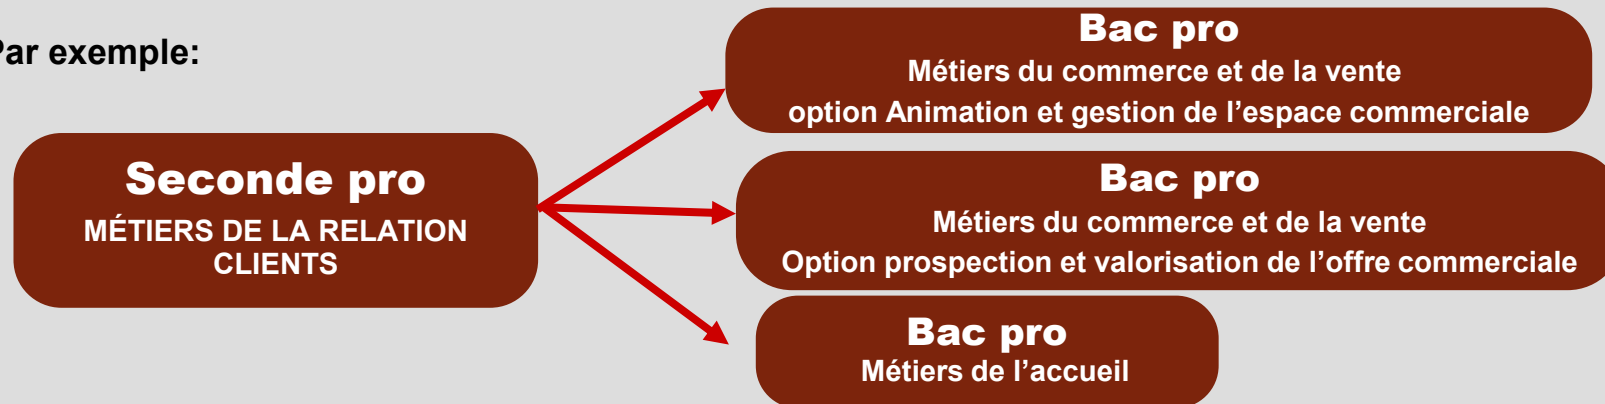 Par exemple:
Bac pro
Métiers du commerce et de la vente
option Animation et gestion de l’espace commerciale
Seconde pro
MÉTIERS DE LA RELATION
CLIENTS
Bac pro
Métiers du commerce et de la vente
Option prospection et valorisation de l’offre commerciale
Bac pro
Métiers de l’accueil